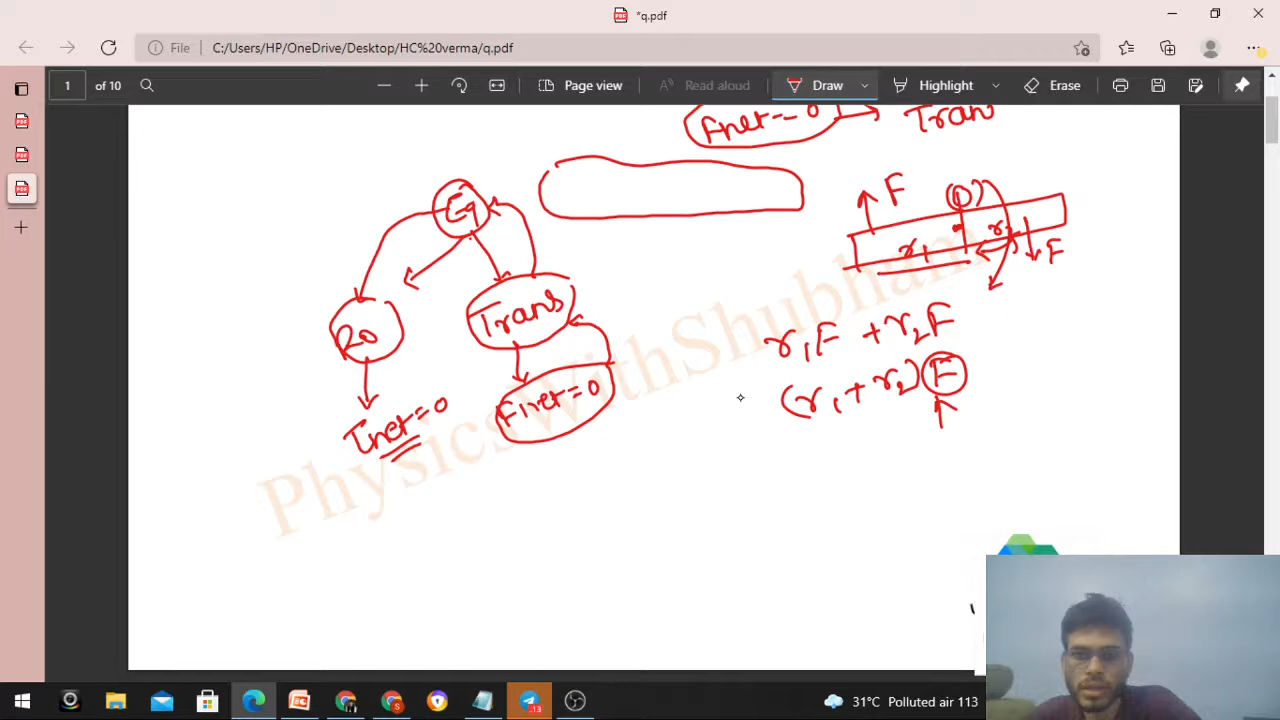 *q.pdf
File C:/Users/HP/OneDrive/Desktop/HC%20verma/q.pdf
1 of 10 Page view Read aloud Draw Highlight Erase
Fnet = 0 → Trans
Eq
F
r1 r2 F
Ro
Trans
r1F + r2F
(r1 + r2) F
τnet = 0
Fnet = 0
PhysicsWithShubham
31°C Polluted air 113